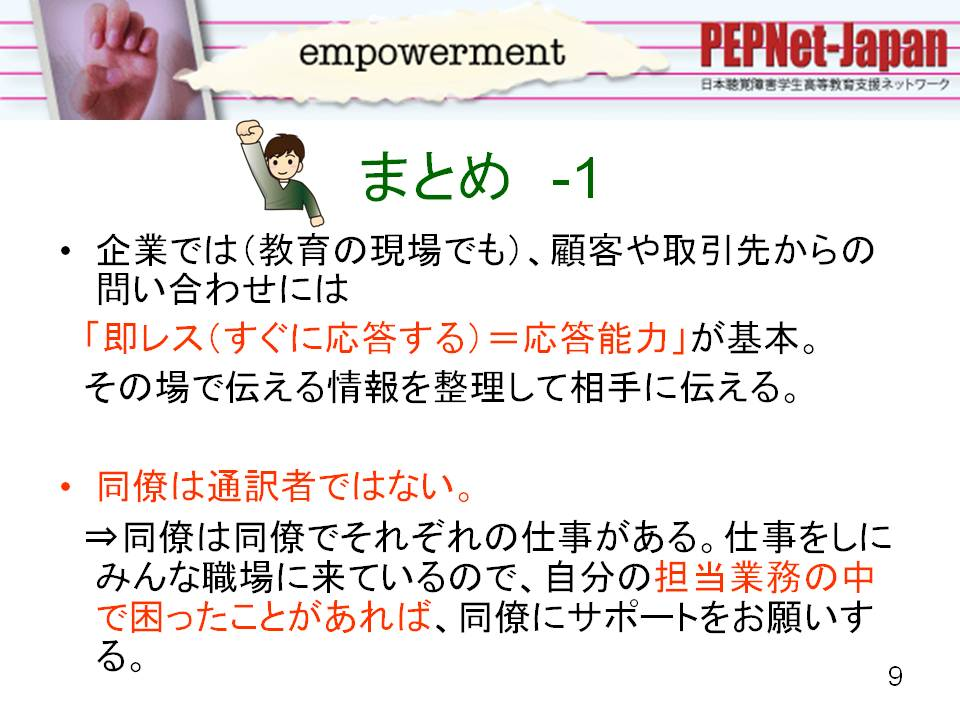 empowerment
PEPNet-Japan
日本聴覚障害学生高等教育支援ネットワーク
まとめ -1
• 企業では(教育の現場でも)、顧客や取引先からの
問い合わせには
「即レス(すぐに応答する)=応答能力」が基本。
その場で伝える情報を整理して相手に伝える。
• 同僚は通訳者ではない。
⇒同僚は同僚でそれぞれの仕事がある。仕事をしに
みんな職場に来ているので、自分の担当業務の中
で困ったことがあれば、同僚にサポートをお願いす
る。
9